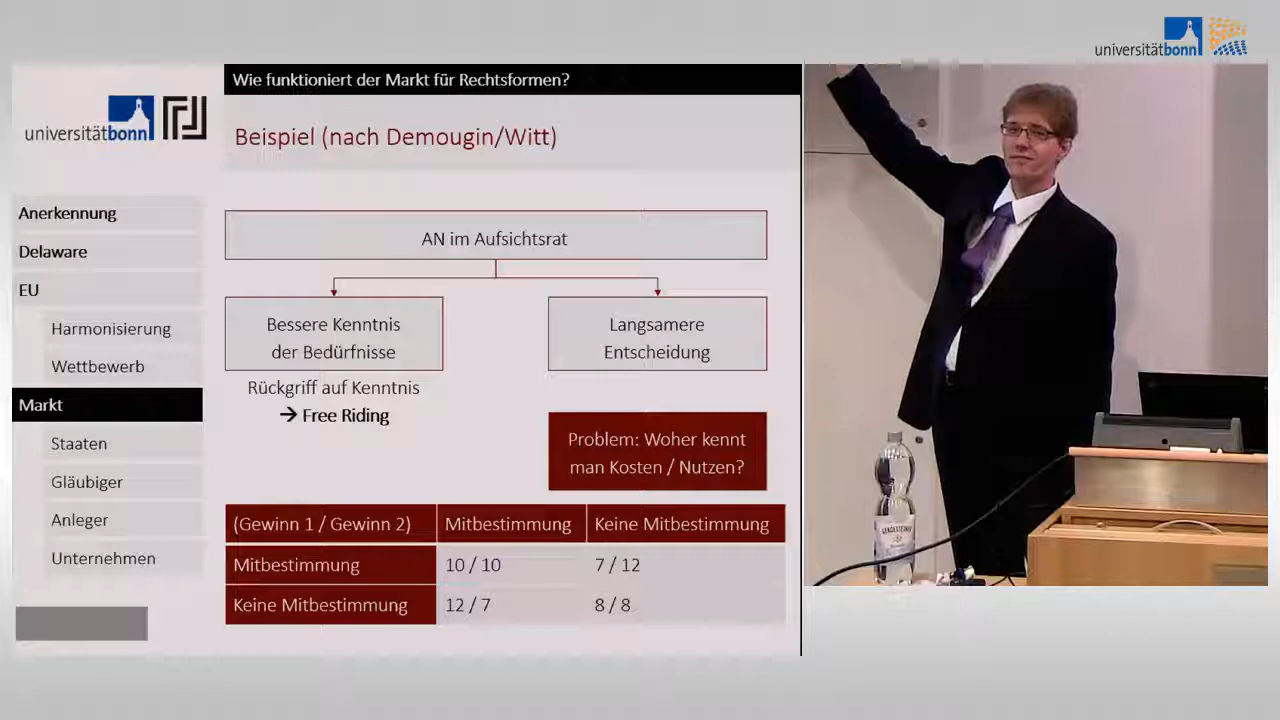 universitätbonn
Wie funktioniert der Markt für Rechtsformen?
universitätbonn
Beispiel (nach Demougin/Witt)
Anerkennung
Delaware
EU
Harmonisierung
Wettbewerb
Markt
Staaten
Gläubiger
Anleger
Unternehmen
AN im Aufsichtsrat
Bessere Kenntnis
der Bedürfnisse
Langsamere
Entscheidung
Rückgriff auf Kenntnis
→ Free Riding
Problem: Woher kennt
man Kosten / Nutzen?
(Gewinn 1 / Gewinn 2) Mitbestimmung Keine Mitbestimmung
Mitbestimmung 10 / 10 7 / 12
Keine Mitbestimmung 12 / 7 8 / 8